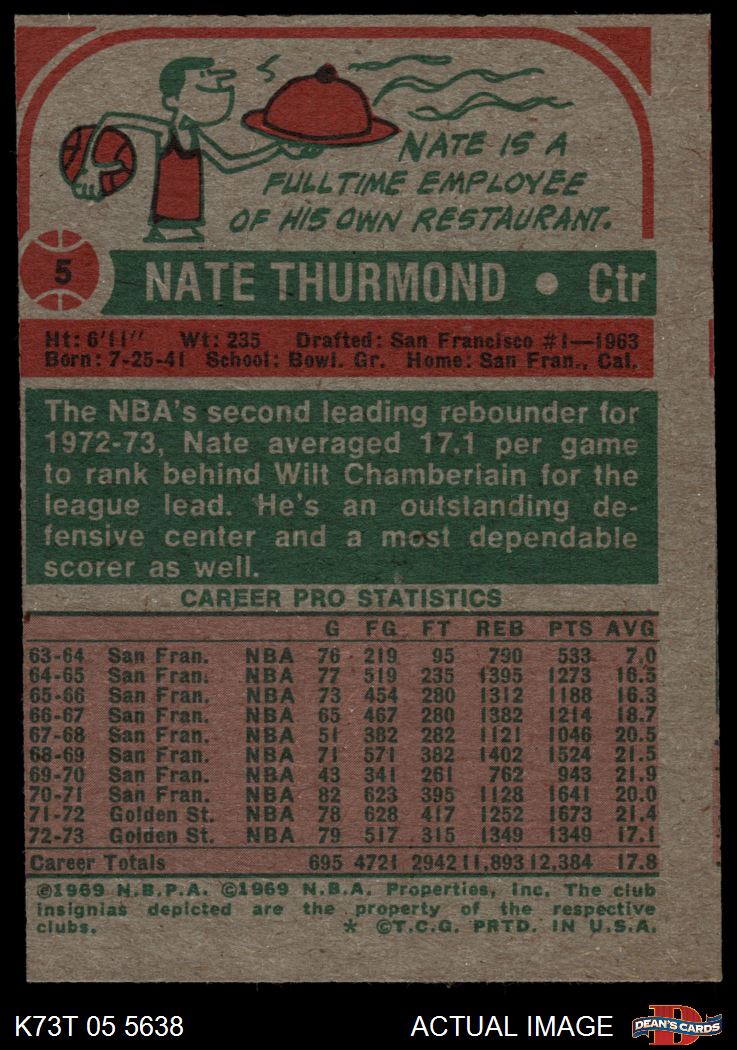 NATE IS A
FULLTIME EMPLOYEE
OF HIS OWN RESTAURANT.
5 NATE THURMOND • Ctr
Ht: 6'11" Wt: 235 Drafted: San Francisco #1—1963
Born: 7-25-41 School: Bowl. Gr. Home: San Fran., Cal.
The NBA's second leading rebounder for
1972-73, Nate averaged 17.1 per game
to rank behind Wilt Chamberlain for the
league lead. He's an outstanding de-
fensive center and a most dependable
scorer as well.
CAREER PRO STATISTICS
G FG FT REB PTS AVG
63-64 San Fran. NBA 76 219 95 790 533 7.0
64-65 San Fran. NBA 77 519 235 1395 1273 16.5
65-66 San Fran. NBA 73 454 280 1312 1188 16.3
66-67 San Fran. NBA 65 467 280 1382 1214 18.7
67-68 San Fran. NBA 51 382 282 1121 1046 20.5
68-69 San Fran. NBA 71 571 382 1402 1524 21.5
69-70 San Fran. NBA 43 341 261 762 943 21.9
70-71 San Fran. NBA 82 623 395 1128 1641 20.0
71-72 Golden St. NBA 78 628 417 1252 1673 21.4
72-73 Golden St. NBA 79 517 315 1349 1349 17.1
Career Totals 695 4721 2942 11,893 12,384 17.8
©1969 N.B.P.A. ©1969 N.B.A. Properties, Inc. The club
insignias depicted are the property of the respective
clubs. * ©T.C.G. PRTD. IN U.S.A.
K73T 05 5638 ACTUAL IMAGE D DEAN'S CARDS